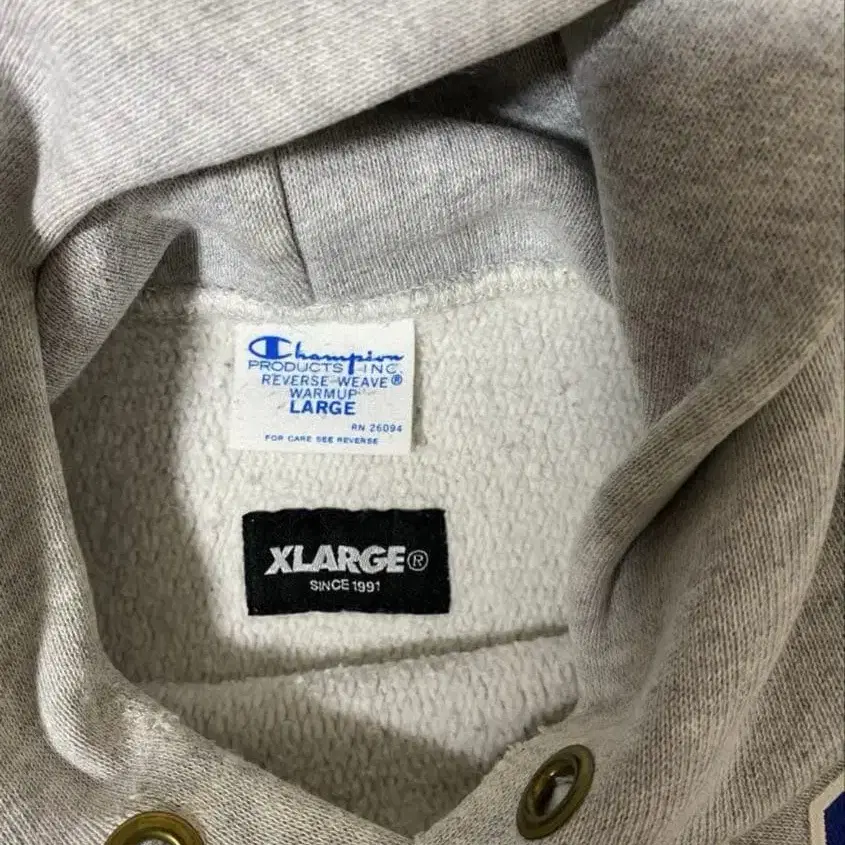 Champion
PRODUCTS INC.
REVERSE WEAVE®
WARMUP
LARGE
RN 26094
FOR CARE SEE REVERSE
XLARGE®
SINCE 1991